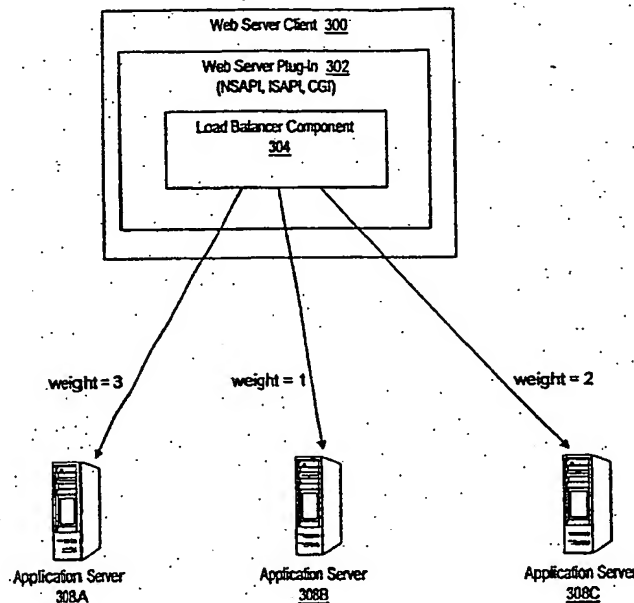 Web Server Client 300
Web Server Plug-In 302
(NSAPI, ISAPI, CGI)
Load Balancer Component
304
weight = 3
weight = 1
weight = 2
Application Server
308A
Application Server
308B
Application Server
308C